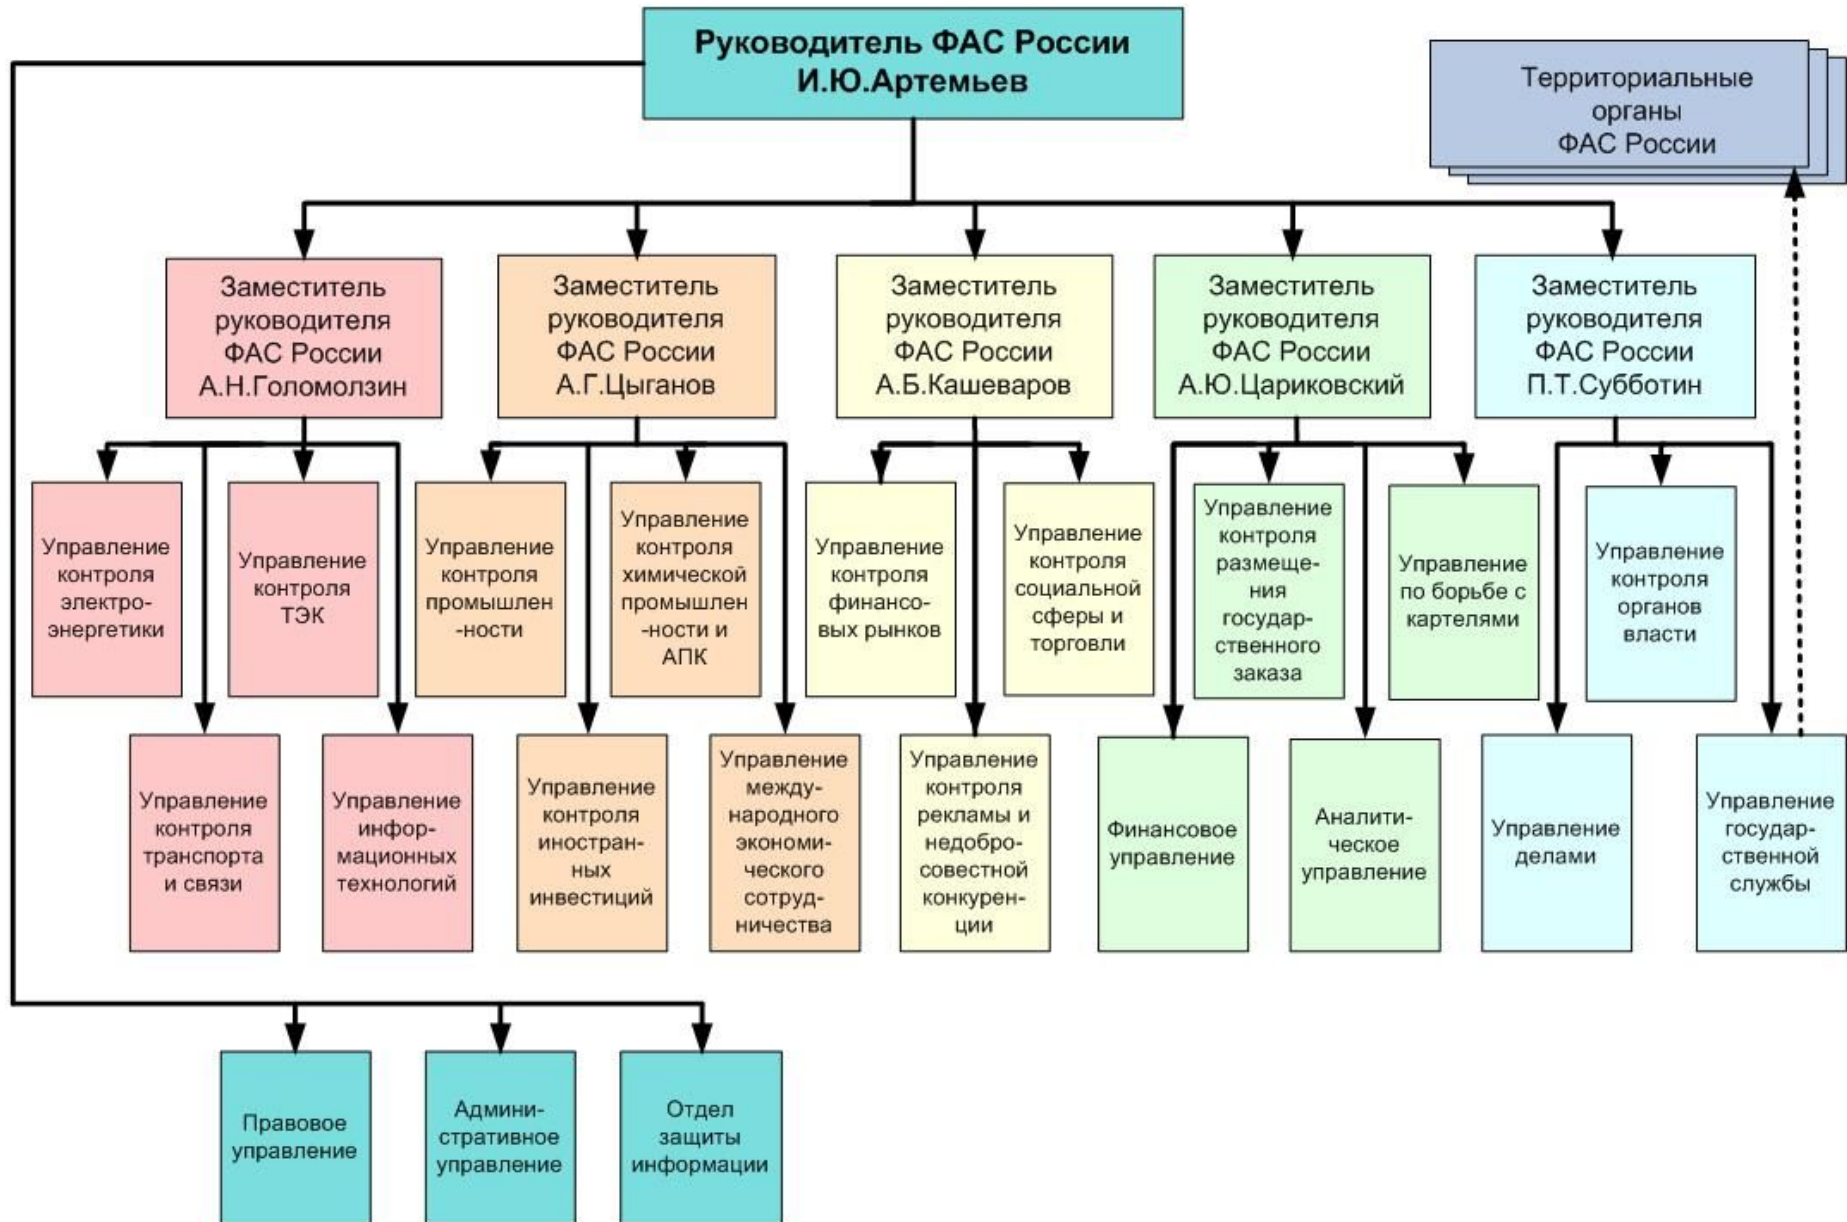 Руководитель ФАС России
И.Ю.Артемьев
Территориальные
органы
ФАС России
Заместитель
руководителя
ФАС России
А.Н.Голомолзин
Заместитель
руководителя
ФАС России
А.Г.Цыганов
Заместитель
руководителя
ФАС России
А.Б.Кашеваров
Заместитель
руководителя
ФАС России
А.Ю.Цариковский
Заместитель
руководителя
ФАС России
П.Т.Субботин
Управление
контроля
электро-
энергетики
Управление
контроля
ТЭК
Управление
контроля
промышлен
-ности
Управление
контроля
химической
промышлен
-ности и
АПК
Управление
контроля
финансо-
вых рынков
Управление
контроля
социальной
сферы и
торговли
Управление
контроля
размеще-
ния
государ-
ственного
заказа
Управление
по борьбе с
картелями
Управление
контроля
органов
власти
Управление
контроля
транспорта
и связи
Управление
инфор-
мационных
технологий
Управление
контроля
иностран-
ных
инвестиций
Управление
между-
народного
экономи-
ческого
сотруд-
ничества
Управление
контроля
рекламы и
недобро-
совестной
конкурен-
ции
Финансовое
управление
Аналити-
ческое
управление
Управление
делами
Управление
государ-
ственной
службы
Правовое
управление
Админи-
стративное
управление
Отдел
защиты
информации